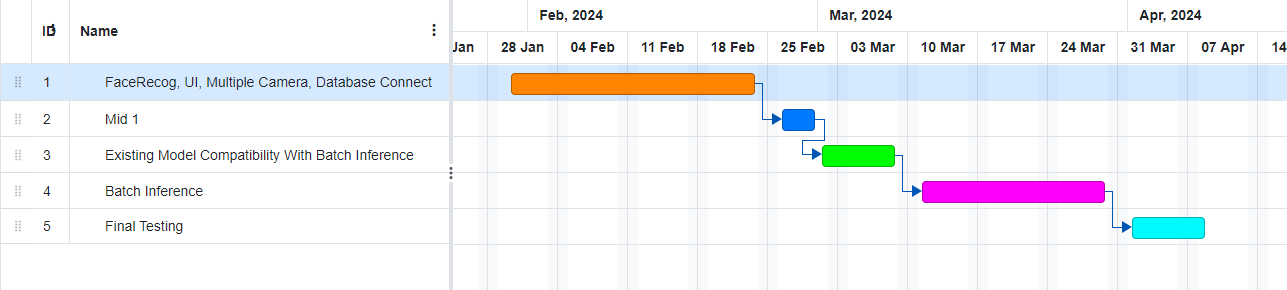 ID Name
Feb, 2024 Mar, 2024 Apr, 2024
Jan 28 Jan 04 Feb 11 Feb 18 Feb 25 Feb 03 Mar 10 Mar 17 Mar 24 Mar 31 Mar 07 Apr 14
1 FaceRecog, UI, Multiple Camera, Database Connect
2 Mid 1
3 Existing Model Compatibility With Batch Inference
4 Batch Inference
5 Final Testing